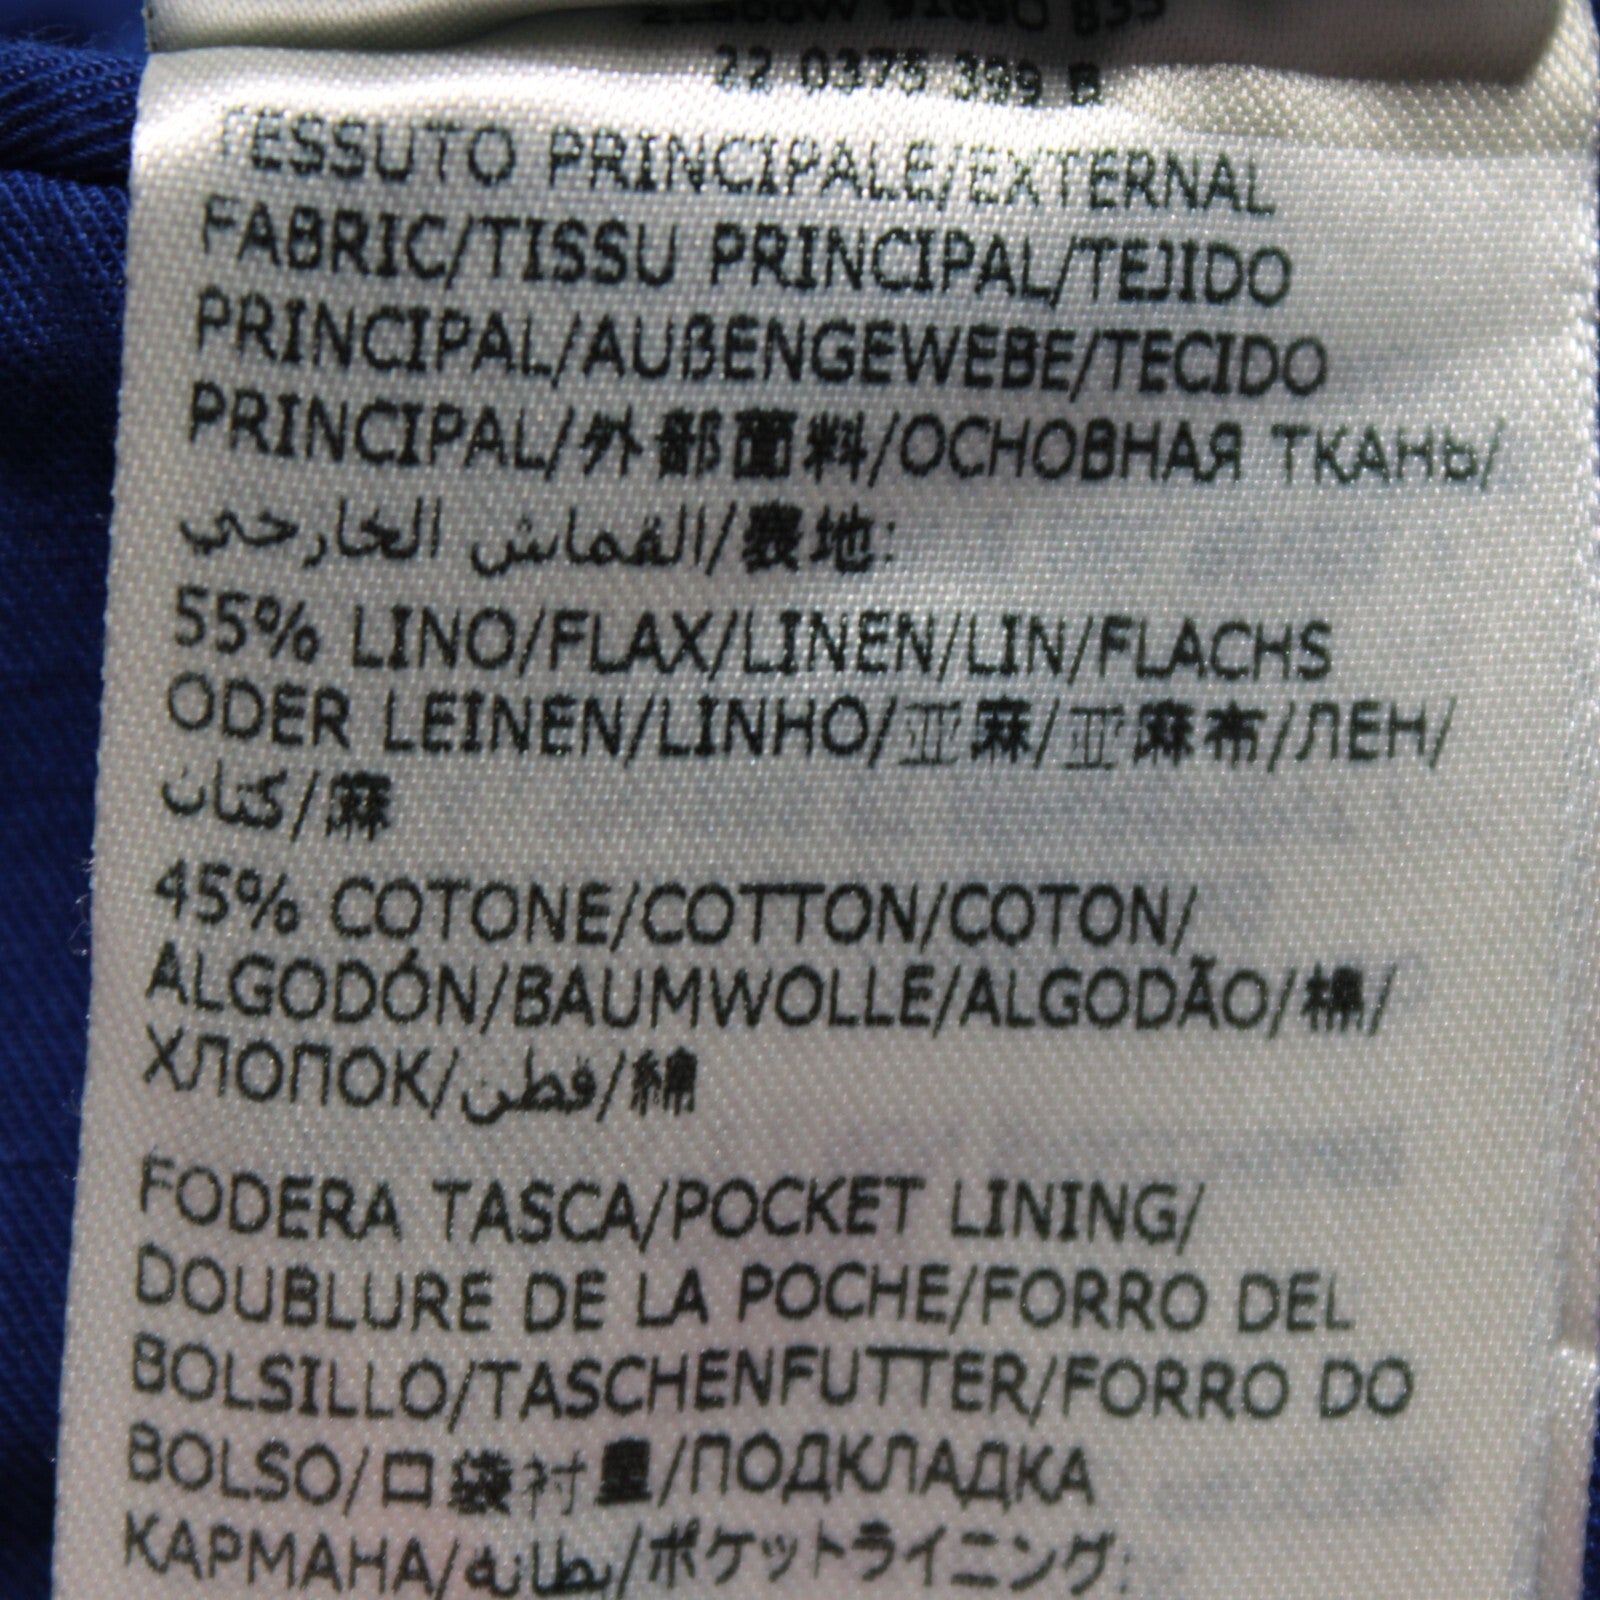 22 0375 399 B
TESSUTO PRINCIPALE/EXTERNAL
FABRIC/TISSU PRINCIPAL/TEJIDO
PRINCIPAL/AUßENGEWEBE/TECIDO
PRINCIPAL/外部面料/ОСНОВНАЯ ТКАНЬ/
القماش الخارجي/表地:
55% LINO/FLAX/LINEN/LIN/FLACHS
ODER LEINEN/LINHO/亚麻/亚麻布/ЛЕН/
كتان/麻
45% COTONE/COTTON/COTON/
ALGODÓN/BAUMWOLLE/ALGODÃO/棉/
ХЛОПОК/قطن/綿
FODERA TASCA/POCKET LINING/
DOUBLURE DE LA POCHE/FORRO DEL
BOLSILLO/TASCHENFUTTER/FORRO DO
BOLSO/口袋衬里/ПОДКЛАДКА
КАРМАНА/بطانه/ポケットライニング: